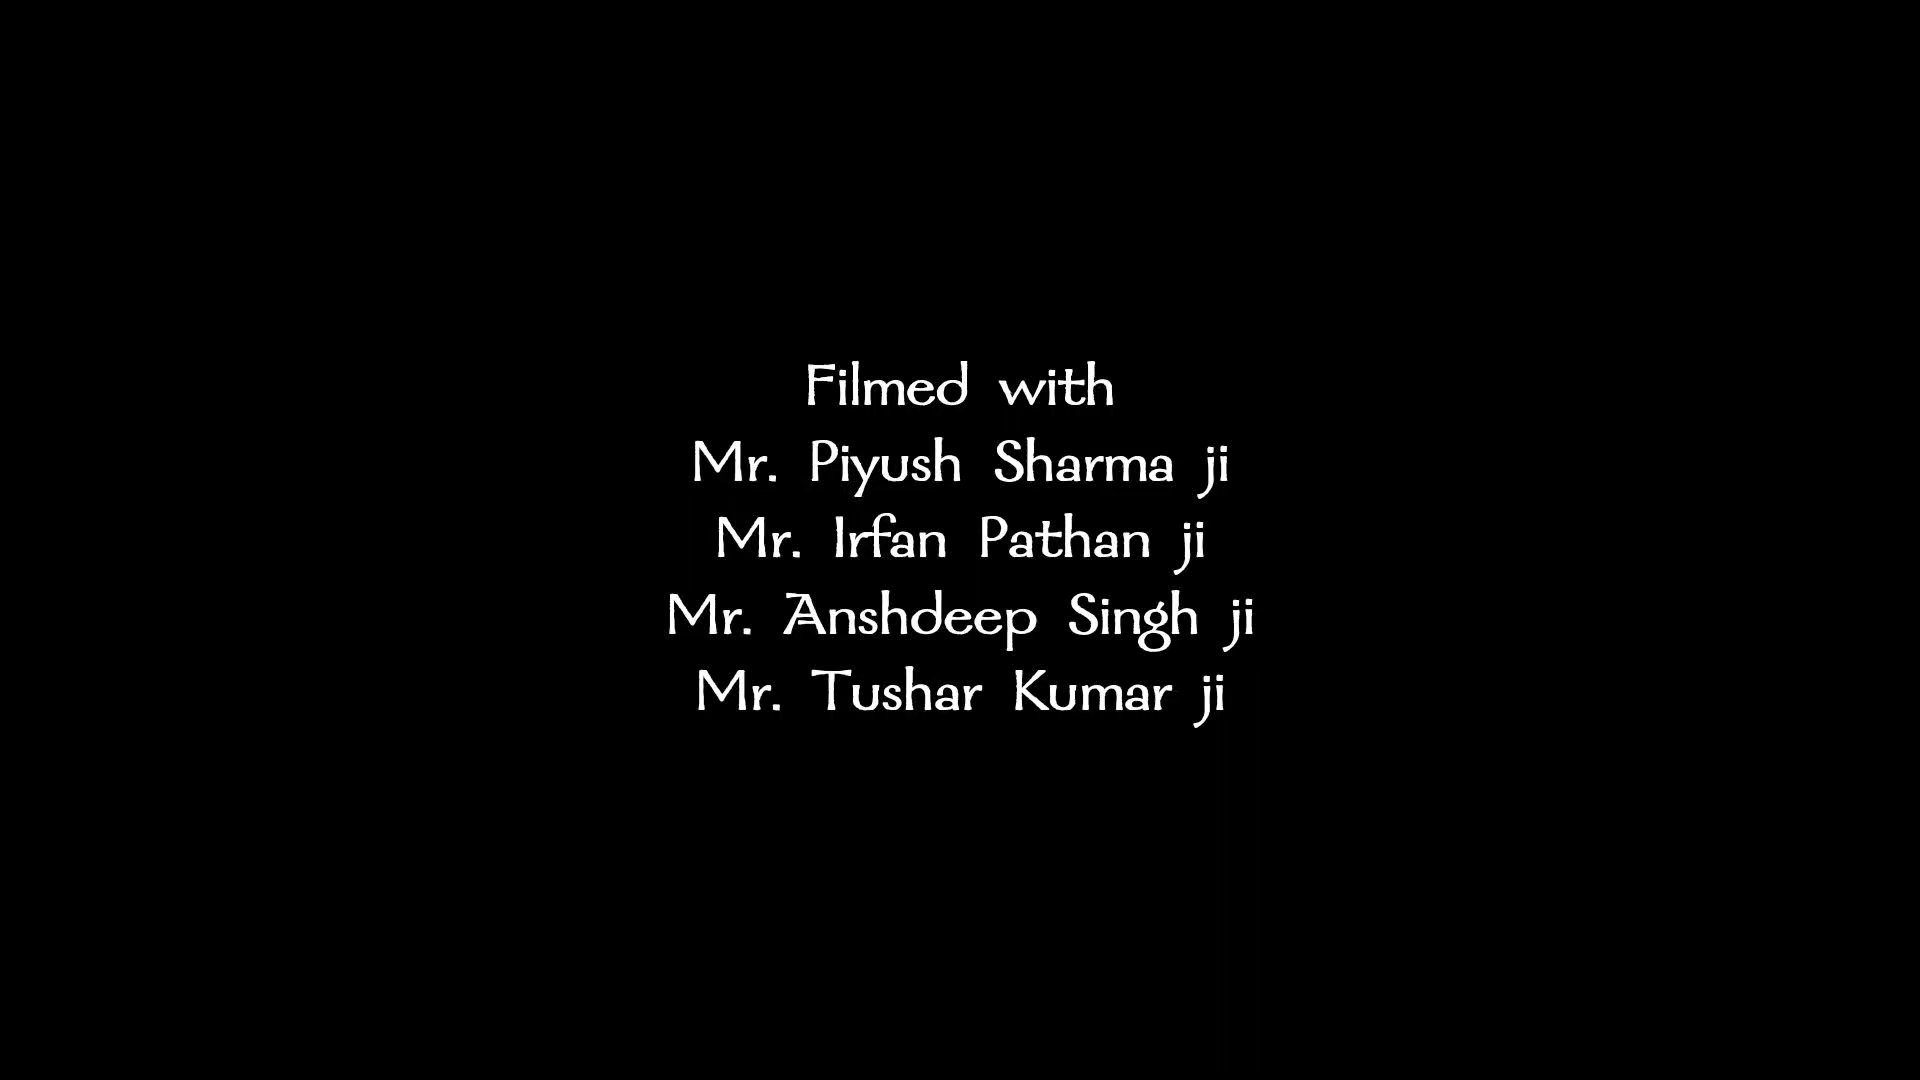 Filmed with
Mr. Piyush Sharma ji
Mr. Irfan Pathan ji
Mr. Anshdeep Singh ji
Mr. Tushar Kumar ji